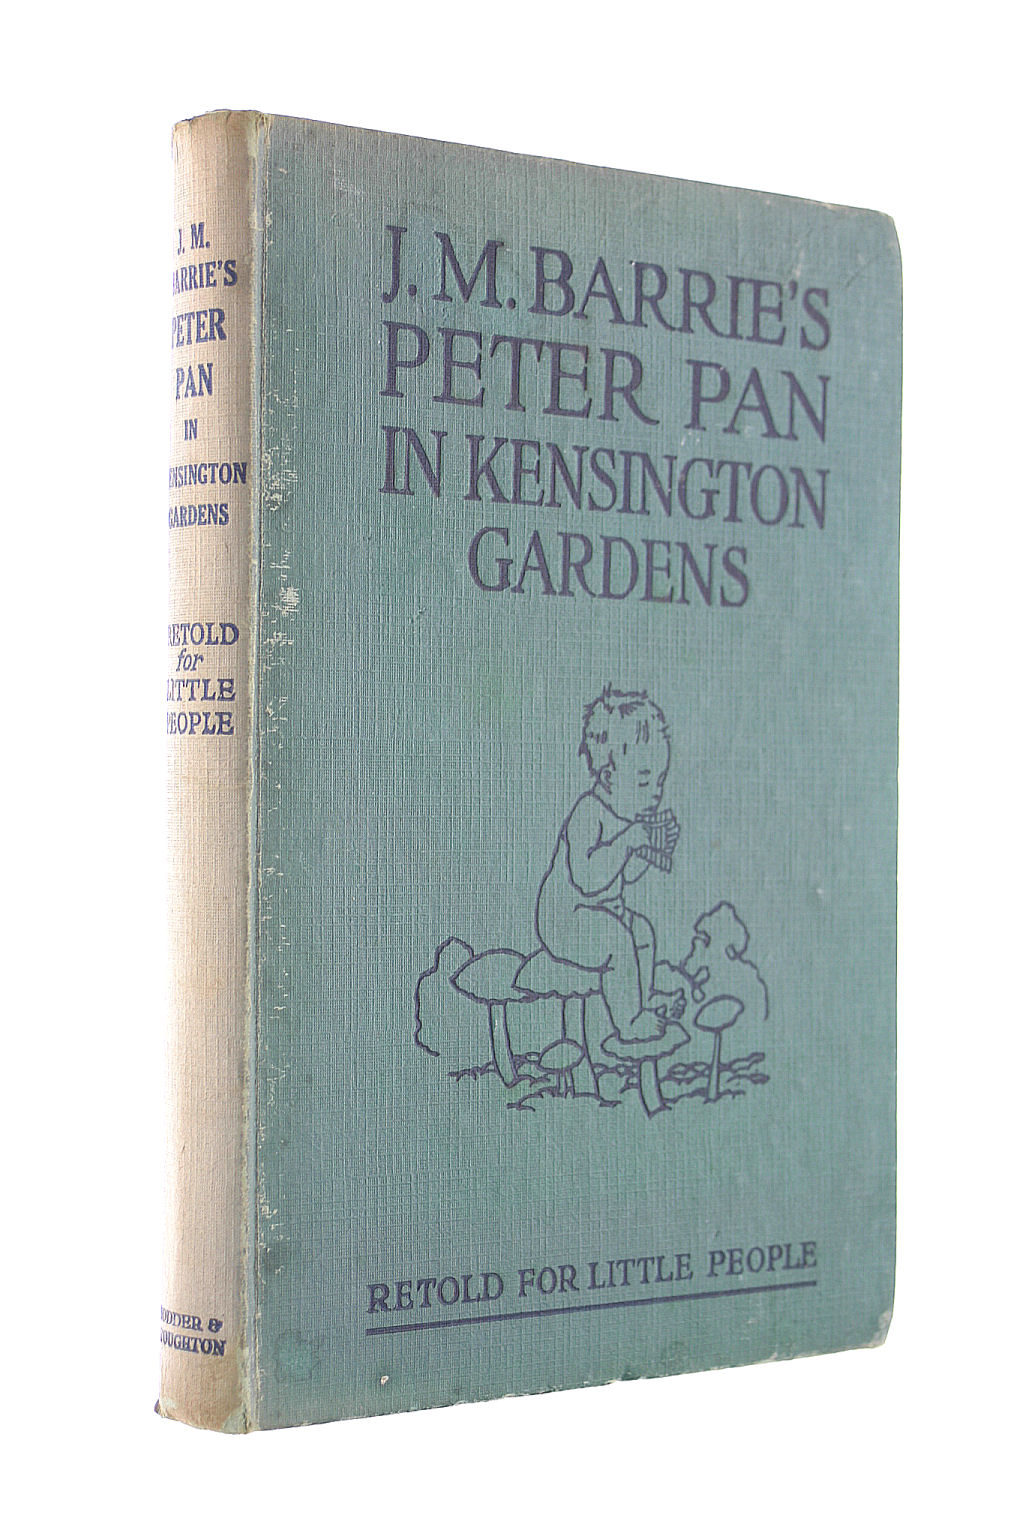 J. M.
BARRIE'S
PETER
PAN
IN
KENSINGTON
GARDENS
RETOLD
for
LITTLE
PEOPLE
HODDER &
STOUGHTON
J. M. BARRIE'S
PETER PAN
IN KENSINGTON
GARDENS
RETOLD FOR LITTLE PEOPLE